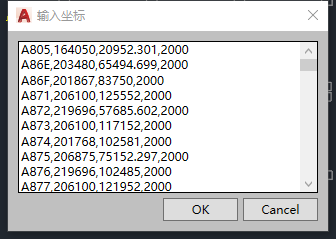 输入坐标
A805,164050,20952.301,2000
A86E,203480,65494.699,2000
A86F,201867,83750,2000
A871,206100,125552,2000
A872,219696,57685.602,2000
A873,206100,117152,2000
A874,201768,102581,2000
A875,206875,75152.297,2000
A876,219696,102485,2000
A877,206100,121952,2000
OK
Cancel